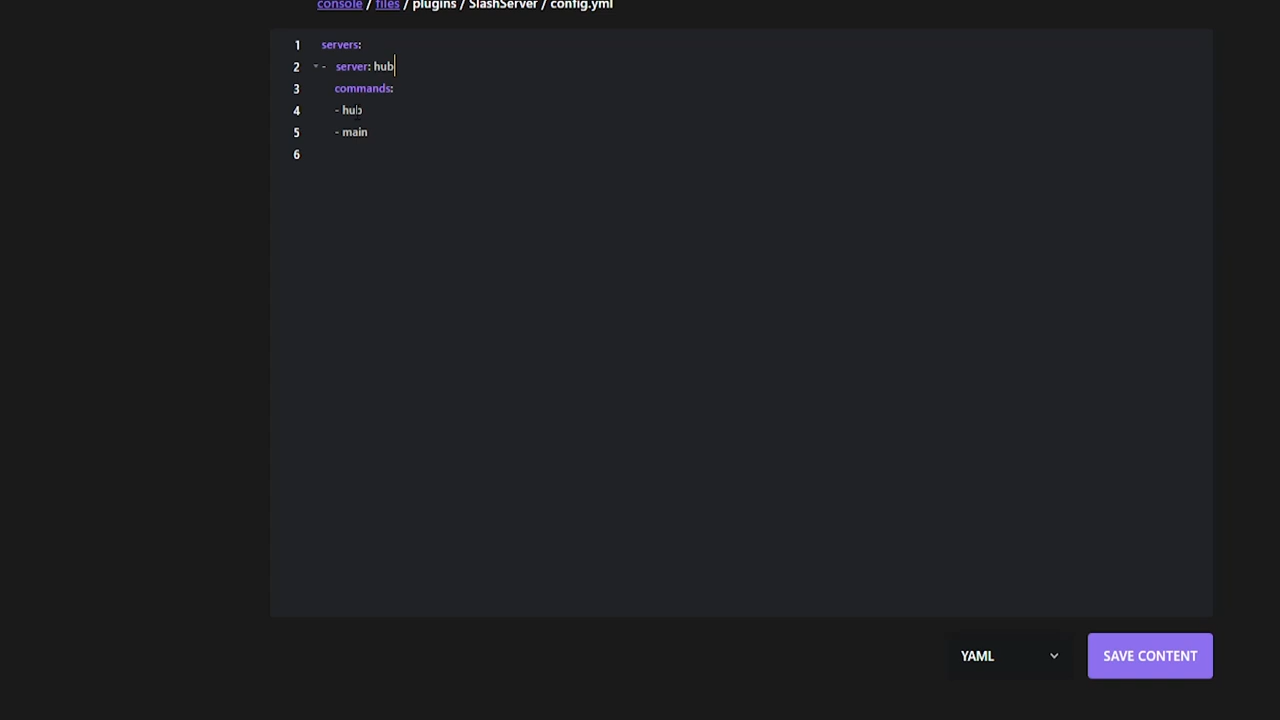 console / files / plugins / SlashServer / config.yml
1 servers:
2 - server: hub
3 commands:
4 - hub
5 - main
6
YAML
SAVE CONTENT